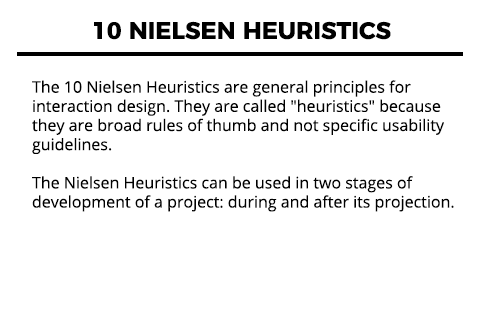 10 NIELSEN HEURISTICS
The 10 Nielsen Heuristics are general principles for
interaction design. They are called "heuristics" because
they are broad rules of thumb and not specific usability
guidelines.
The Nielsen Heuristics can be used in two stages of
development of a project: during and after its projection.